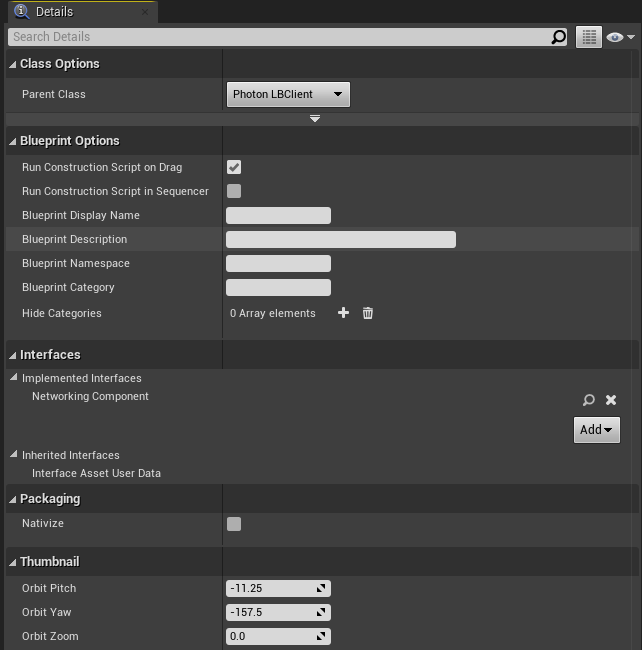 Details
Search Details
Class Options
Parent Class Photon LBClient
Blueprint Options
Run Construction Script on Drag
Run Construction Script in Sequencer
Blueprint Display Name
Blueprint Description
Blueprint Namespace
Blueprint Category
Hide Categories 0 Array elements
Interfaces
Implemented Interfaces
Networking Component
Add
Inherited Interfaces
Interface Asset User Data
Packaging
Nativize
Thumbnail
Orbit Pitch -11.25
Orbit Yaw -157.5
Orbit Zoom 0.0